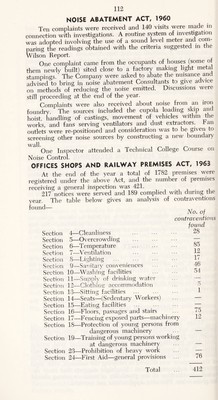 112
NOISE ABATEMENT ACT, 1960
Ten complaints were received and 140 visits were made in
connection with investigations. A routine system of investigation
was adopted involving the use of a sound level meter and com-
paring the readings obtained with the criteria suggested in the
Wilson Report.
One complaint came from the occupants of houses (some of
them newly built) sited close to a factory making light metal
stampings. The Company were asked to abate the nuisance and
advised to bring in noise abatement Consultants to give advice
on methods of reducing the noise emitted. Discussions were
still proceeding at the end of the year.
Complaints were also received about noise from an iron
foundry. The sources included the cupola loading skip and
hoist, handling of castings, movement of vehicles within the
works, and fans serving ventilators and dust extractors. Fan
outlets were re-positioned and consideration was to be given to
screening other noise sources by constructing a new boundary
wall.
One Inspector attended a Technical College Course on
Noise Control.
OFFICES SHOPS AND RAILWAY PREMISES ACT, 1963
At the end of the year a total of 1782 premises were
registered under the above Act, and the number of premises
receiving a general inspection was 421.
217 notices were served and 189 complied with during the
year. The table below gives an analysis of contraventions
found—
No. of
contraventions
found
Section 4—Cleanliness 28
Section 5—Overcrowding —
Section 6—Temperature 85
Section 7—Ventilation 12
Section 8—Lighting 17
Section 9—Sanitary conveniences 46
Section 10—Washing facilities 54
Section 11—Supply of drinking water
Section 12—Clothing accommodation
Section 13—Sitting facilities 1
Section 14—Seats—(Sedentary Workers) —
Section 15—Eating facilities —
Section 16—Floors, passages and stairs 75
Section 17—Fencing exposed parts—machinery 12
Section 18—Protection of young persons from
dangerous machinery —
Section 19—Training of young persons working
at dangerous machinery —
Section 23—Prohibition of heavy work —
Section 24—First Aid—general provisions 76
Total 412